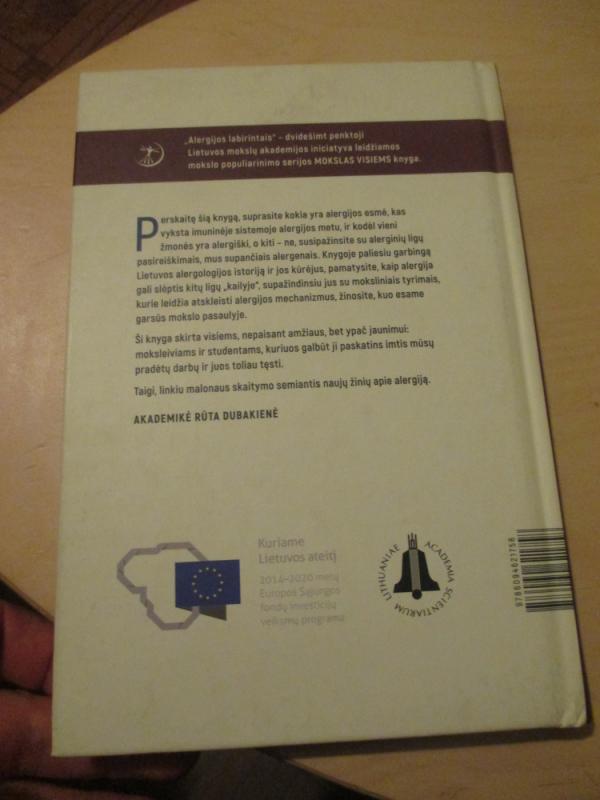 „Alergijos labirintais“ – dvidešimt penktoji
Lietuvos mokslų akademijos iniciatyva leidžiamos
mokslo populiarinimo serijos MOKSLAS VISIEMS knyga.
Perskaitę šią knygą, suprasite kokia yra alergijos esmė, kas
vyksta imuninėje sistemoje alergijos metu, ir kodėl vieni
žmonės yra alergiški, o kiti – ne, susipažinsite su alerginių ligų
pasireiškimais, mus supančiais alergenais. Knygoje paliesiu garbingą
Lietuvos alergologijos istoriją ir jos kūrėjus, pamatysite, kaip alergija
gali slėptis kitų ligų „kailyje“, supažindinsiu jus su moksliniais tyrimais,
kurie leidžia atskleisti alergijos mechanizmus, žinosite, kuo esame
garsūs mokslo pasaulyje.
Ši knyga skirta visiems, nepaisant amžiaus, bet ypač jaunimui:
moksleiviams ir studentams, kuriuos galbūt ji paskatins imtis mūsų
pradėtų darbų ir juos toliau tęsti.
Taigi, linkiu malonaus skaitymo semiantis naujų žinių apie alergiją.
AKADEMIKĖ RŪTA DUBAKIENĖ
Kuriame
Lietuvos ateitį
2014–2020 metų
Europos Sąjungos
fondų investicijų
veiksmų programa
ACADEMIA SCIENTIARUM LITHUANIAE
9786094621758